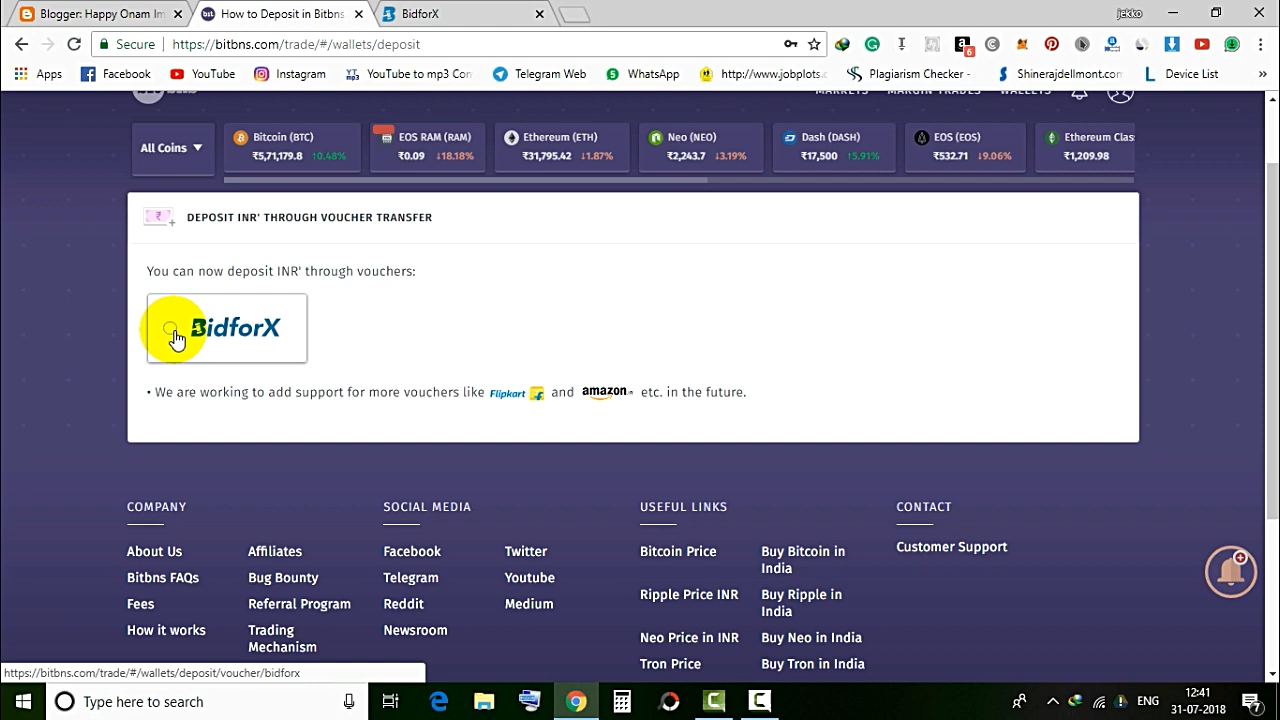 Blogger: Happy Onam Im
How to Deposit in Bitbns
BidforX
jekko
Secure
https://bitbns.com/trade/#/wallets/deposit
6
Apps
Facebook
YouTube
Instagram
YouTube to mp3 Con
Telegram Web
WhatsApp
http://www.jobplots.c
Plagiarism Checker -
Shinerajdellmont.com
Device List
MARKETS
MARGIN TRADES
WALLETS
All Coins
Bitcoin (BTC)
₹5,71,179.8 ↑0.48%
EOS RAM (RAM)
₹0.09 ↓18.18%
Ethereum (ETH)
₹31,795.42 ↓1.87%
Neo (NEO)
₹2,243.7 ↓3.19%
Dash (DASH)
₹17,500 ↑5.91%
EOS (EOS)
₹532.71 ↓9.06%
Ethereum Clas
₹1,209.98
DEPOSIT INR' THROUGH VOUCHER TRANSFER
You can now deposit INR' through vouchers:
BidforX
• We are working to add support for more vouchers like Flipkart and amazon.in etc. in the future.
COMPANY
About Us
Bitbns FAQs
Fees
How it works
Affiliates
Bug Bounty
Referral Program
Trading
Mechanism
SOCIAL MEDIA
Facebook
Telegram
Reddit
Newsroom
Twitter
Youtube
Medium
USEFUL LINKS
Bitcoin Price
Ripple Price INR
Neo Price in INR
Tron Price
Buy Bitcoin in
India
Buy Ripple in
India
Buy Neo in India
Buy Tron in India
CONTACT
Customer Support
https://bitbns.com/trade/#/wallets/deposit/voucher/bidforx
Type here to search
ENG
12:41
31-07-2018
7